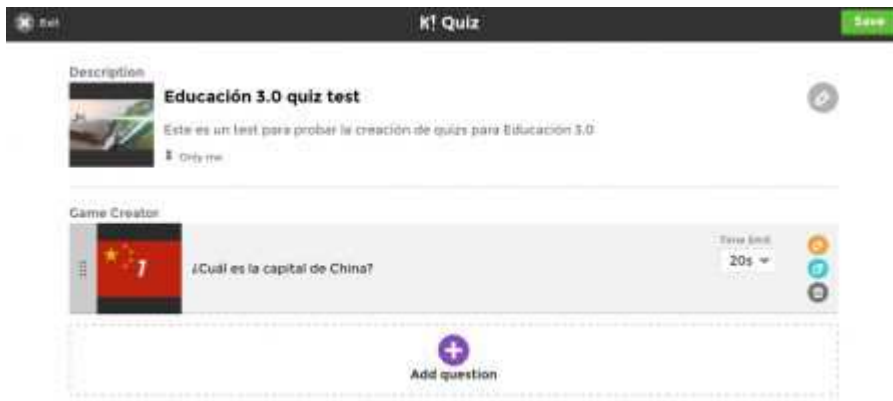 Exit
K! Quiz
Save
Description
Educación 3.0 quiz test
Este es un test para probar la creación de quizs para Educación 3.0
Only me
Game Creator
1
¿Cuál es la capital de China?
Time limit
20s
Add question